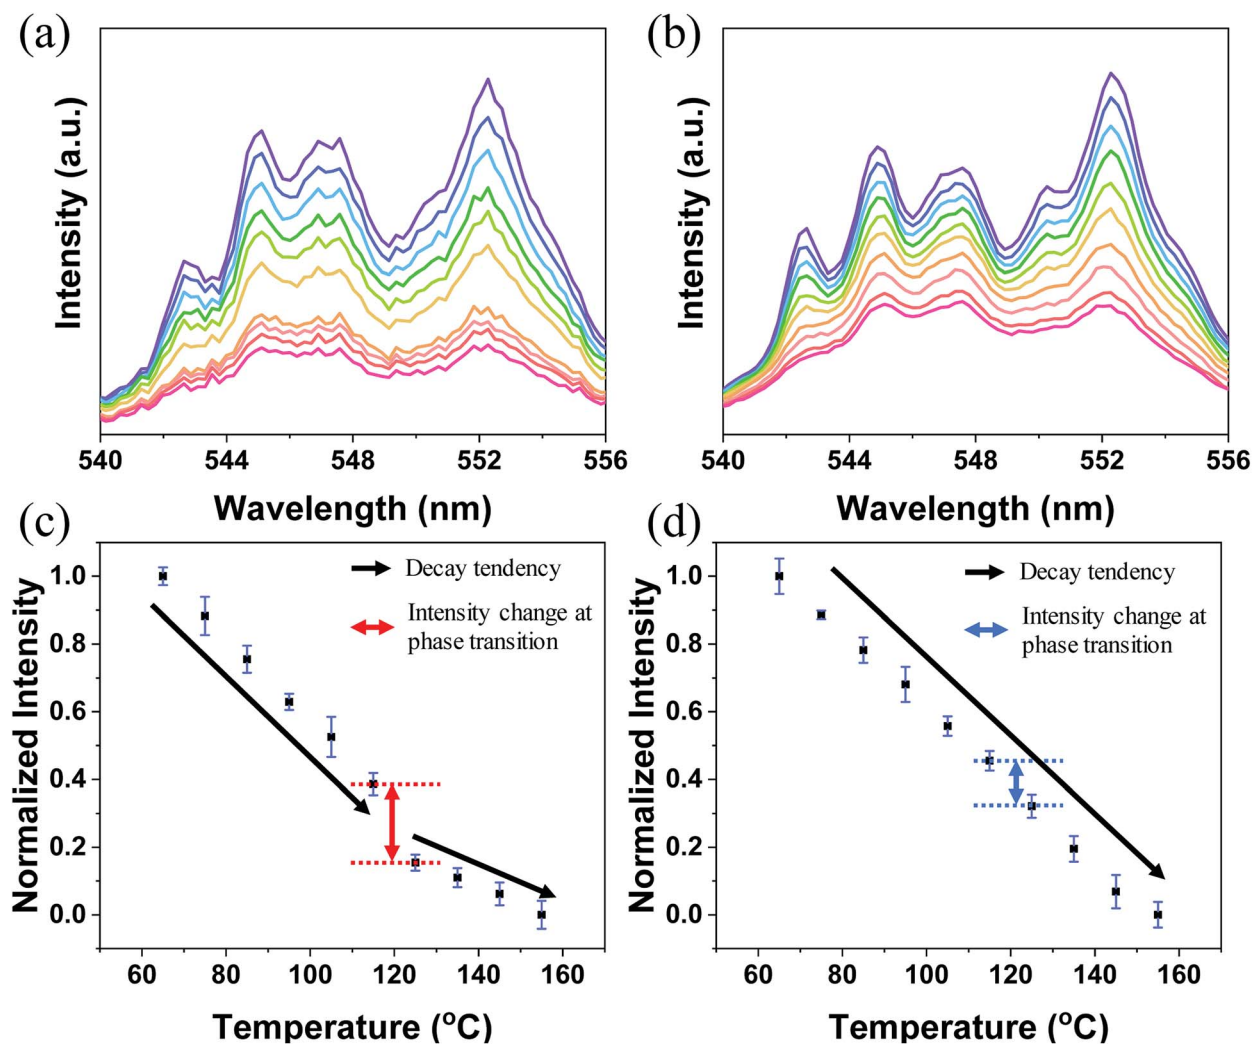 (a)
Intensity (a.u.)
540 544 548 552 556
Wavelength (nm)
(b)
Intensity (a.u.)
540 544 548 552 556
Wavelength (nm)
(c)
Normalized Intensity
1.0
0.8
0.6
0.4
0.2
0.0
Decay tendency
Intensity change at
phase transition
60 80 100 120 140 160
Temperature (°C)
(d)
Normalized Intensity
1.0
0.8
0.6
0.4
0.2
0.0
Decay tendency
Intensity change at
phase transition
60 80 100 120 140 160
Temperature (°C)